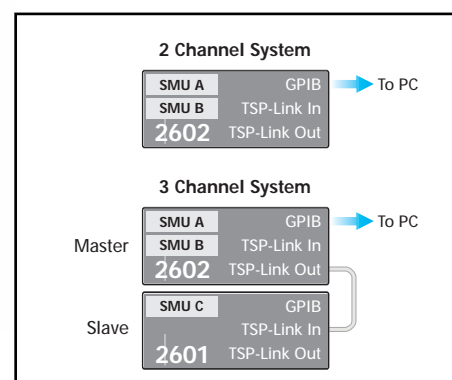 2 Channel System
SMU A GPIB To PC
SMU B TSP-Link In
2602 TSP-Link Out
3 Channel System
SMU A GPIB To PC
Master SMU B TSP-Link In
2602 TSP-Link Out
SMU C GPIB
Slave TSP-Link In
2601 TSP-Link Out